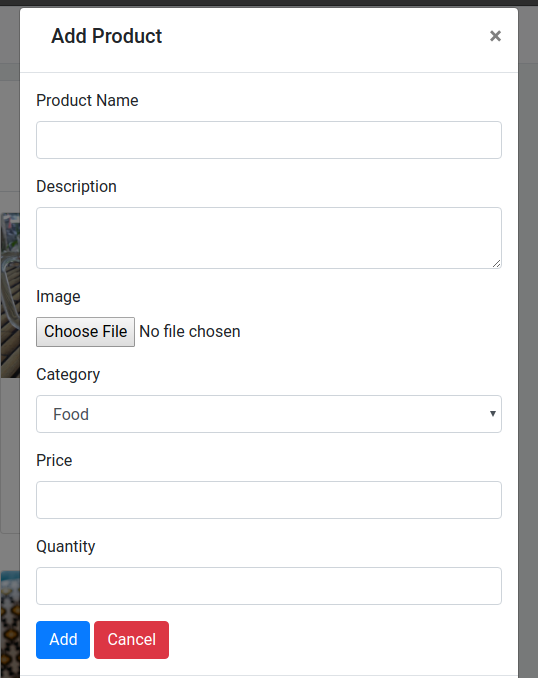 Add Product ×
Product Name
Description
Image
Choose File No file chosen
Category
Food
Price
Quantity
Add Cancel